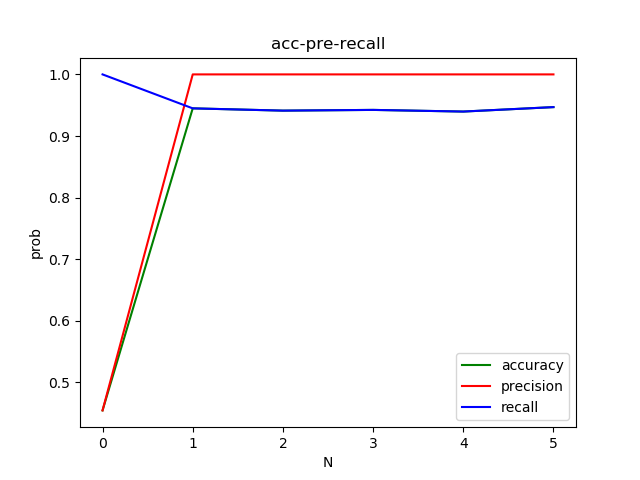 acc-pre-recall
1.0
0.9
0.8
0.7
0.6
0.5
prob
accuracy
precision
recall
0 1 2 3 4 5
N